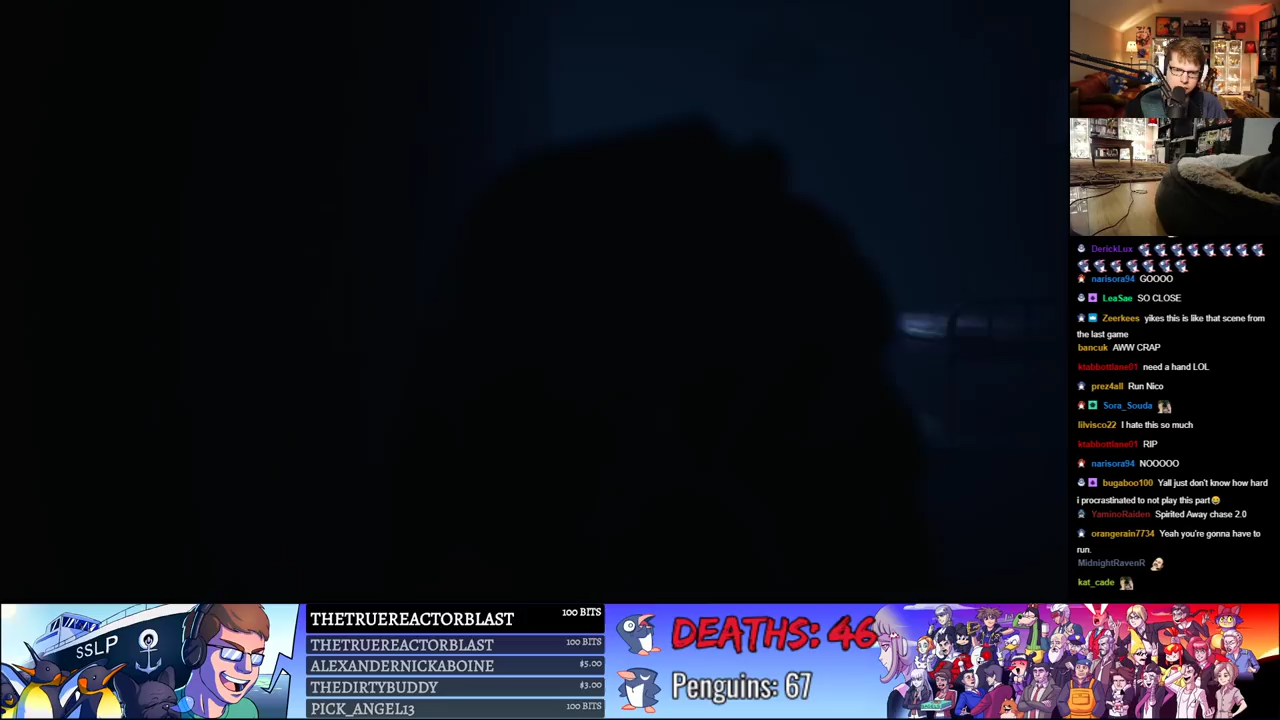 DerickLux
narisora94 GOOOO
LeaSae SO CLOSE
Zeerkees yikes this is like that scene from
the last game
bancuk AWW CRAP
ktabbottlane01 need a hand LOL
prez4all Run Nico
Sora_Souda
lilvisco22 I hate this so much
ktabbottlane01 RIP
narisora94 NOOOOO
bugaboo100 Yall just don't know how hard
i procrastinated to not play this part
YaminoRaiden Spirited Away chase 2.0
orangerain7734 Yeah you're gonna have to
run.
MidnightRavenR
kat_cade
SSLP
THETRUEREACTORBLAST 100 BITS
THETRUEREACTORBLAST 100 BITS
ALEXANDERNICKABOINE $5.00
THEDIRTYBUDDY $3.00
PICK_ANGEL13 100 BITS
DEATHS: 46
Penguins: 67